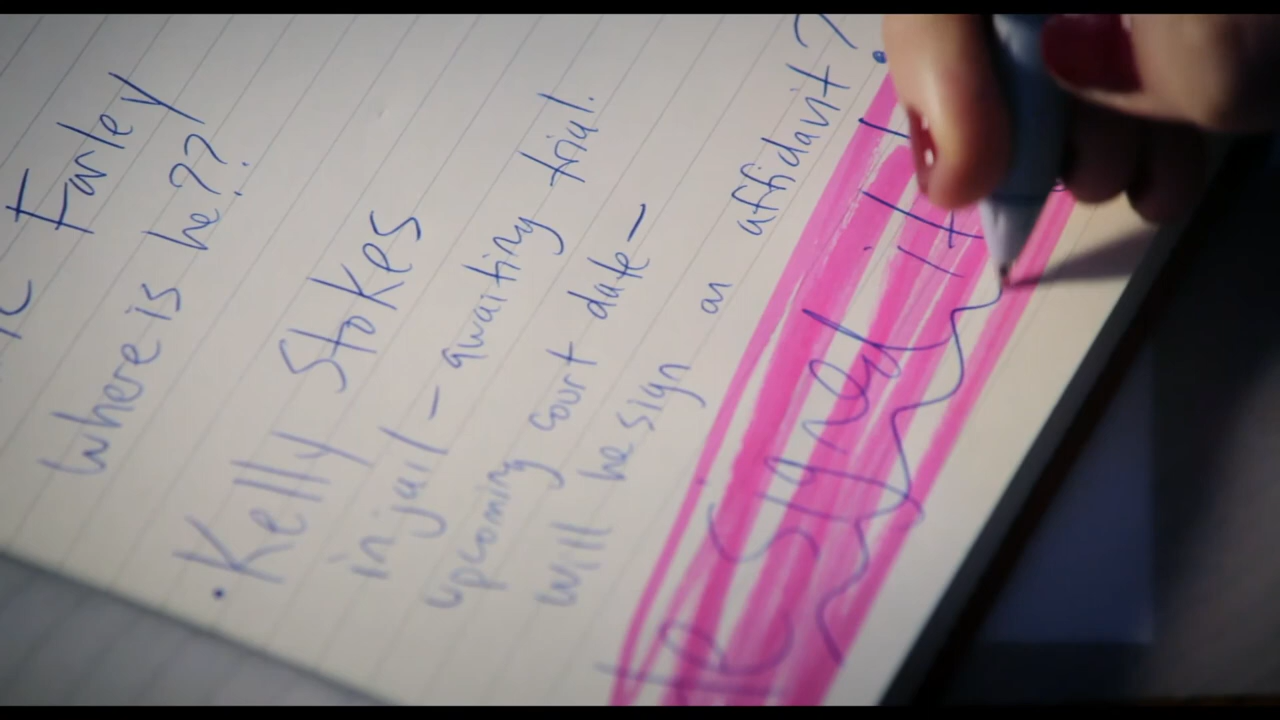 Farley
where is he??
• Kelly Stokes
in jail - awaiting trial.
upcoming court date -
will he sign an affidavit?
He signed it!